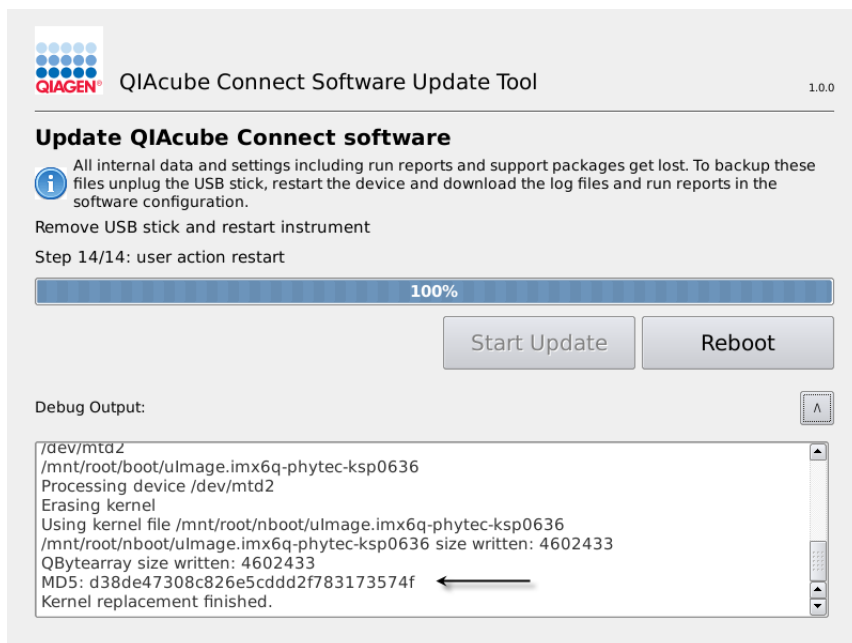 QIAGEN®
QIAcube Connect Software Update Tool
1.0.0
Update QIAcube Connect software
All internal data and settings including run reports and support packages get lost. To backup these
files unplug the USB stick, restart the device and download the log files and run reports in the
software configuration.
Remove USB stick and restart instrument
Step 14/14: user action restart
100%
Start Update
Reboot
Debug Output:
/dev/mtd2
/mnt/root/boot/uImage.imx6q-phytec-ksp0636
Processing device /dev/mtd2
Erasing kernel
Using kernel file /mnt/root/nboot/uImage.imx6q-phytec-ksp0636
/mnt/root/nboot/uImage.imx6q-phytec-ksp0636 size written: 4602433
QBytearray size written: 4602433
MD5: d38de47308c826e5cddd2f783173574f
Kernel replacement finished.